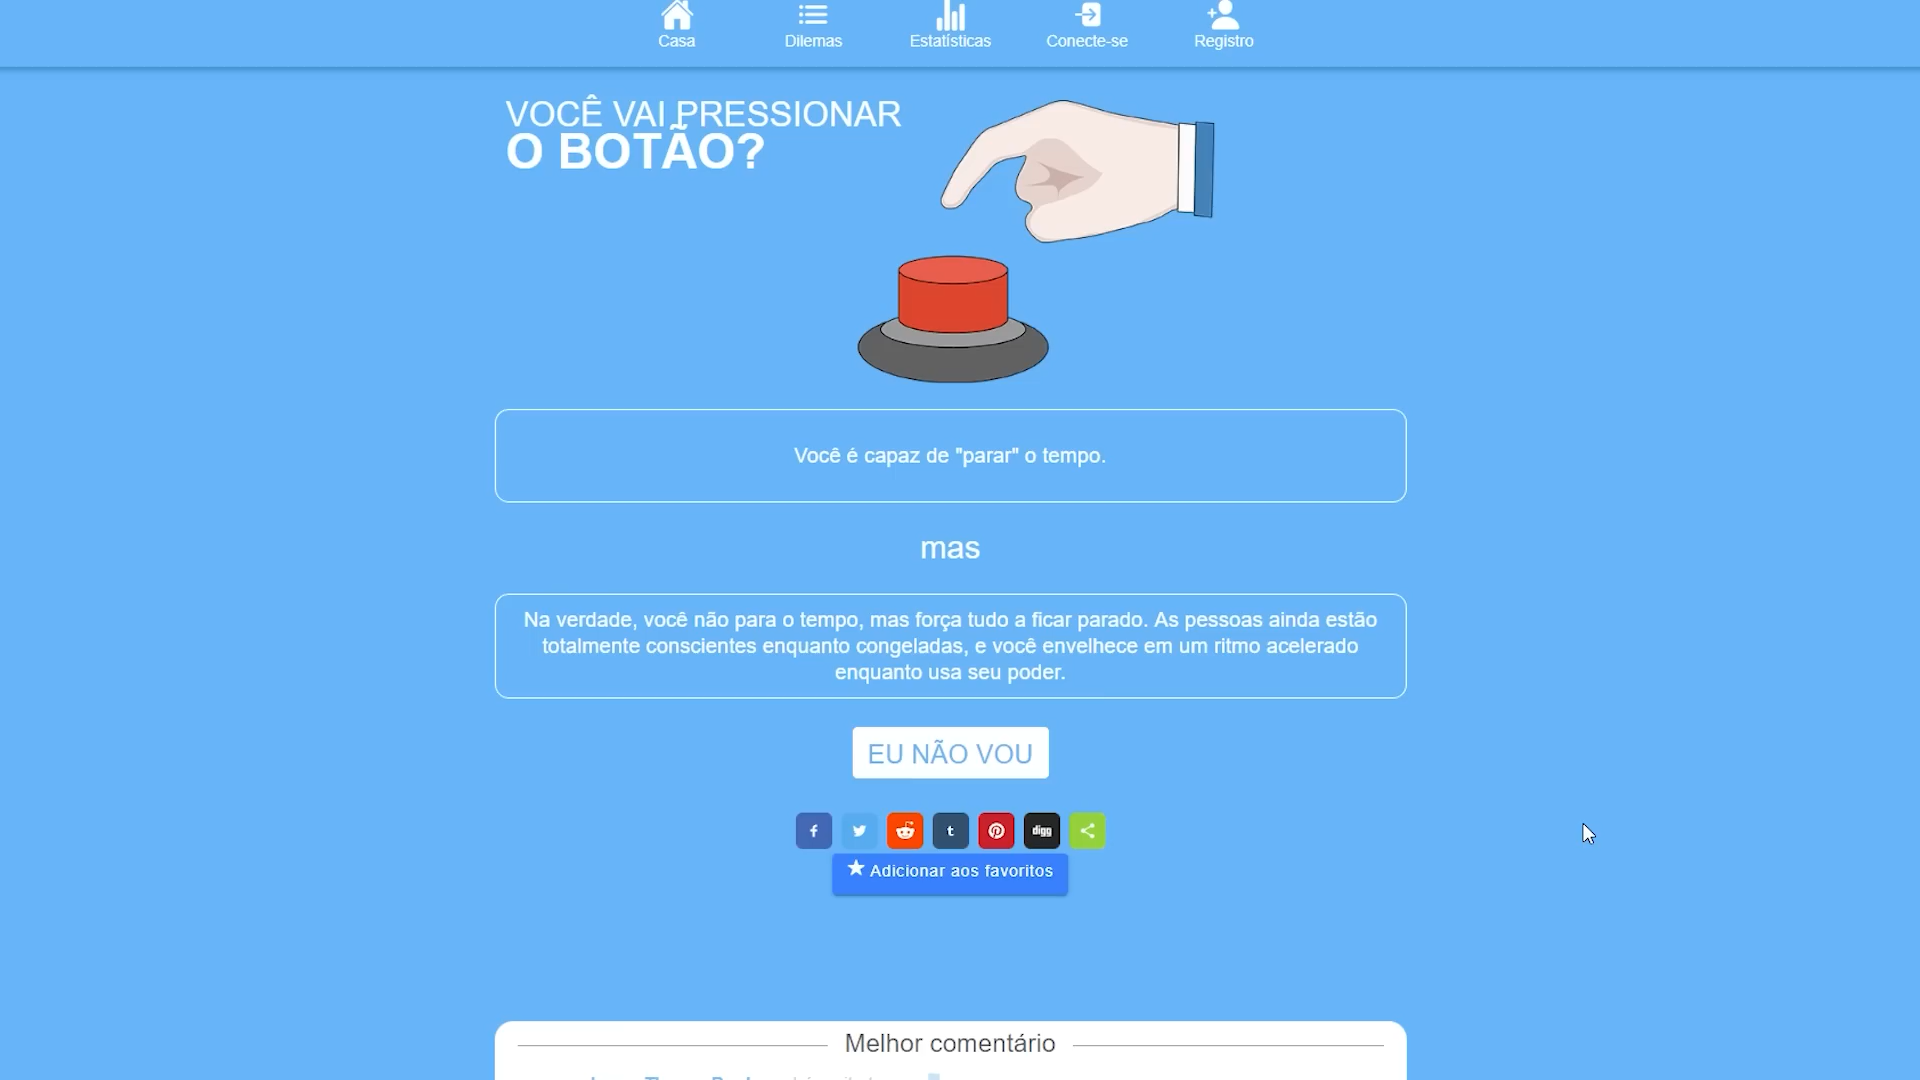 Casa
Dilemas
Estatísticas
Conecte-se
Registro
VOCÊ VAI PRESSIONAR
O BOTÃO?
Você é capaz de "parar" o tempo.
mas
Na verdade, você não para o tempo, mas força tudo a ficar parado. As pessoas ainda estão
totalmente conscientes enquanto congeladas, e você envelhece em um ritmo acelerado
enquanto usa seu poder.
EU NÃO VOU
f
t
digg
Adicionar aos favoritos
Melhor comentário